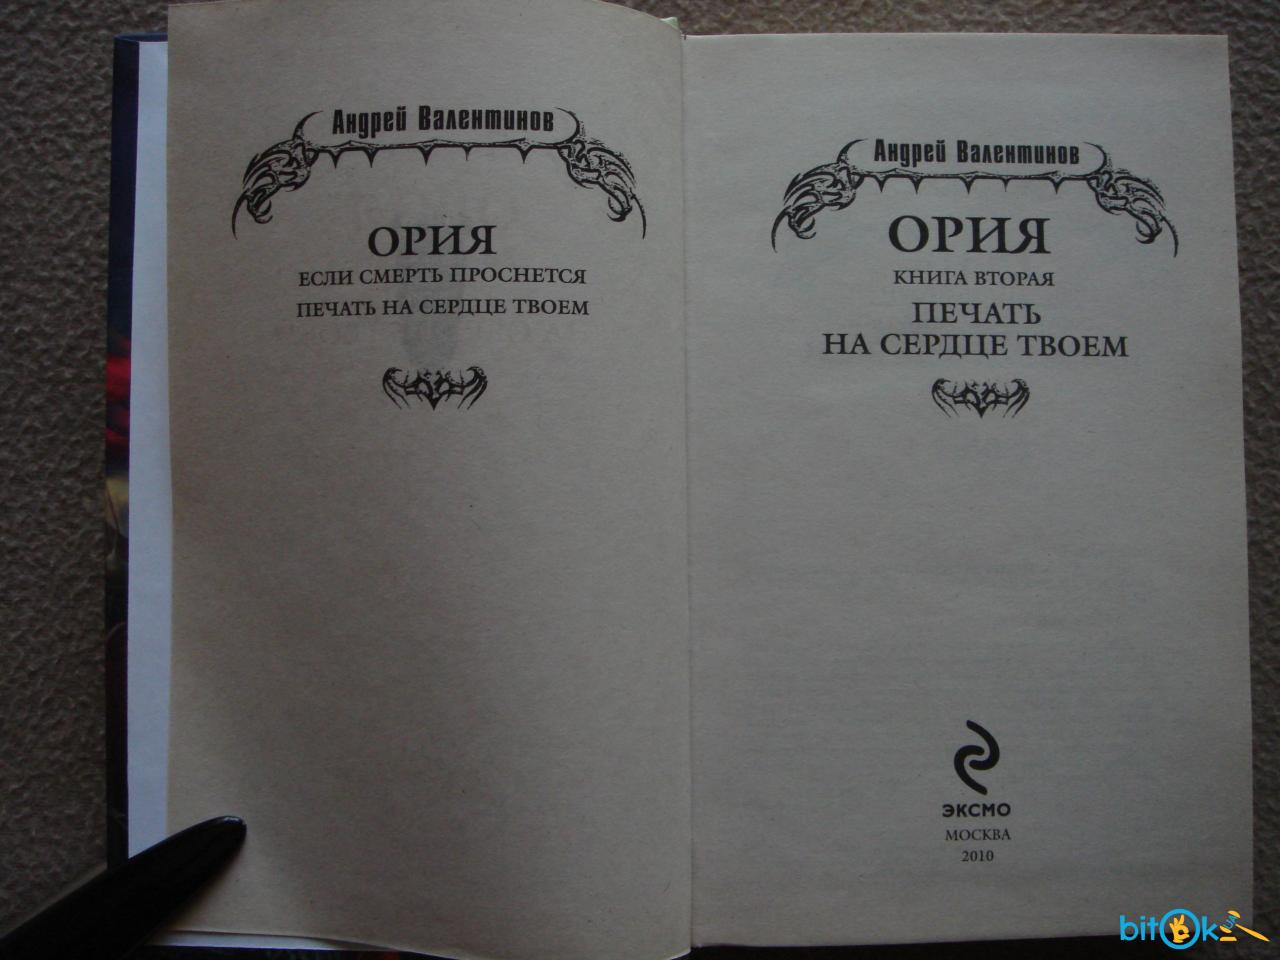 Андрей Валентинов
ОРИЯ
ЕСЛИ СМЕРТЬ ПРОСНЕТСЯ
ПЕЧАТЬ НА СЕРДЦЕ ТВОЕМ
Андрей Валентинов
ОРИЯ
КНИГА ВТОРАЯ
ПЕЧАТЬ
НА СЕРДЦЕ ТВОЕМ
ЭКСМО
МОСКВА
2010
bitOk
UA